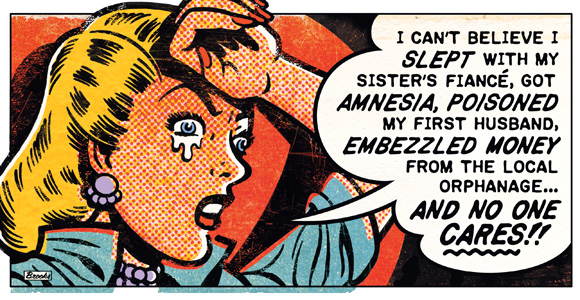 I CAN'T BELIEVE I
SLEPT WITH MY
SISTER'S FIANCÉ, GOT
AMNESIA, POISONED
MY FIRST HUSBAND,
EMBEZZLED MONEY
FROM THE LOCAL
ORPHANAGE...
AND NO ONE
CARES!!
Brooks